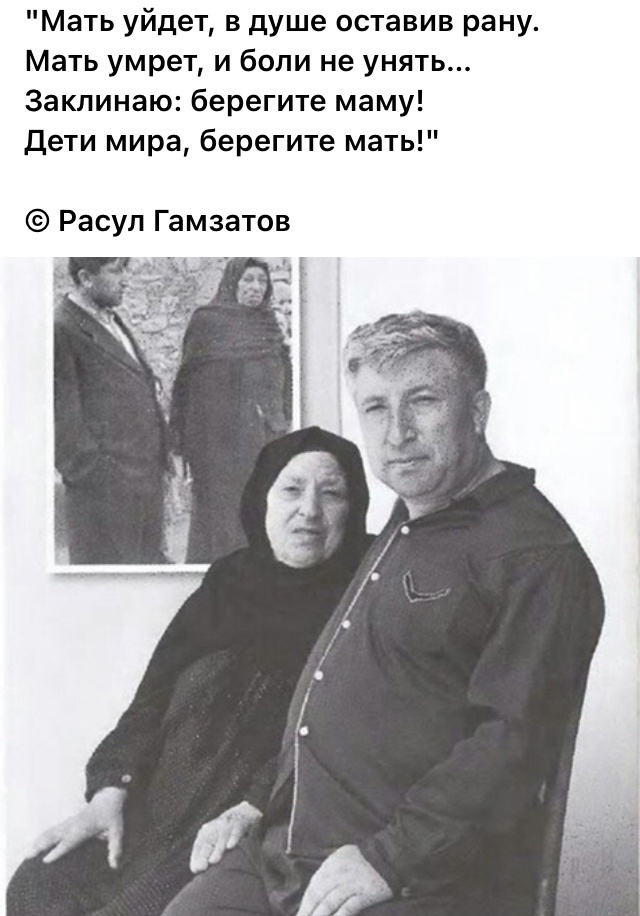 "Мать уйдет, в душе оставив рану.
Мать умрет, и боли не унять...
Заклинаю: берегите маму!
Дети мира, берегите мать!"
© Расул Гамзатов